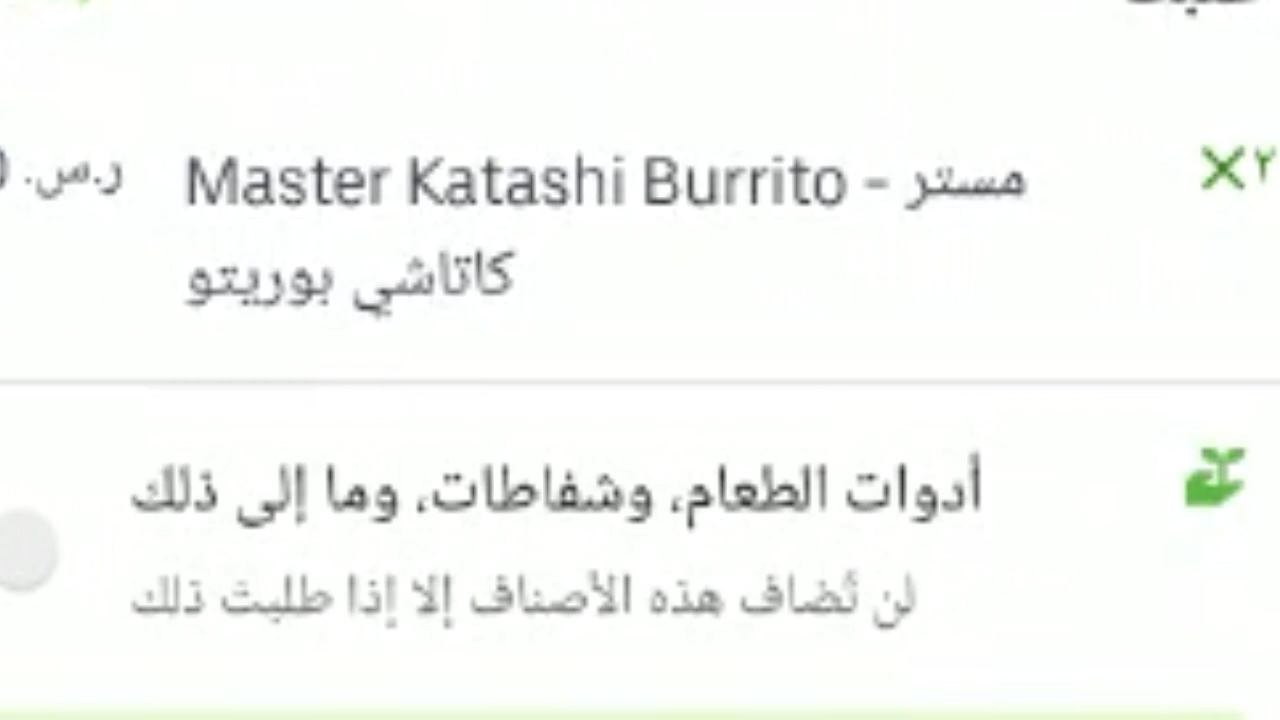 ×٢
Master Katashi Burrito – مستر
كاتاشي بوريتو
ر.س.
أدوات الطعام، وشفاطات، وما إلى ذلك
لن تُضاف هذه الأصناف إلا إذا طلبت ذلك